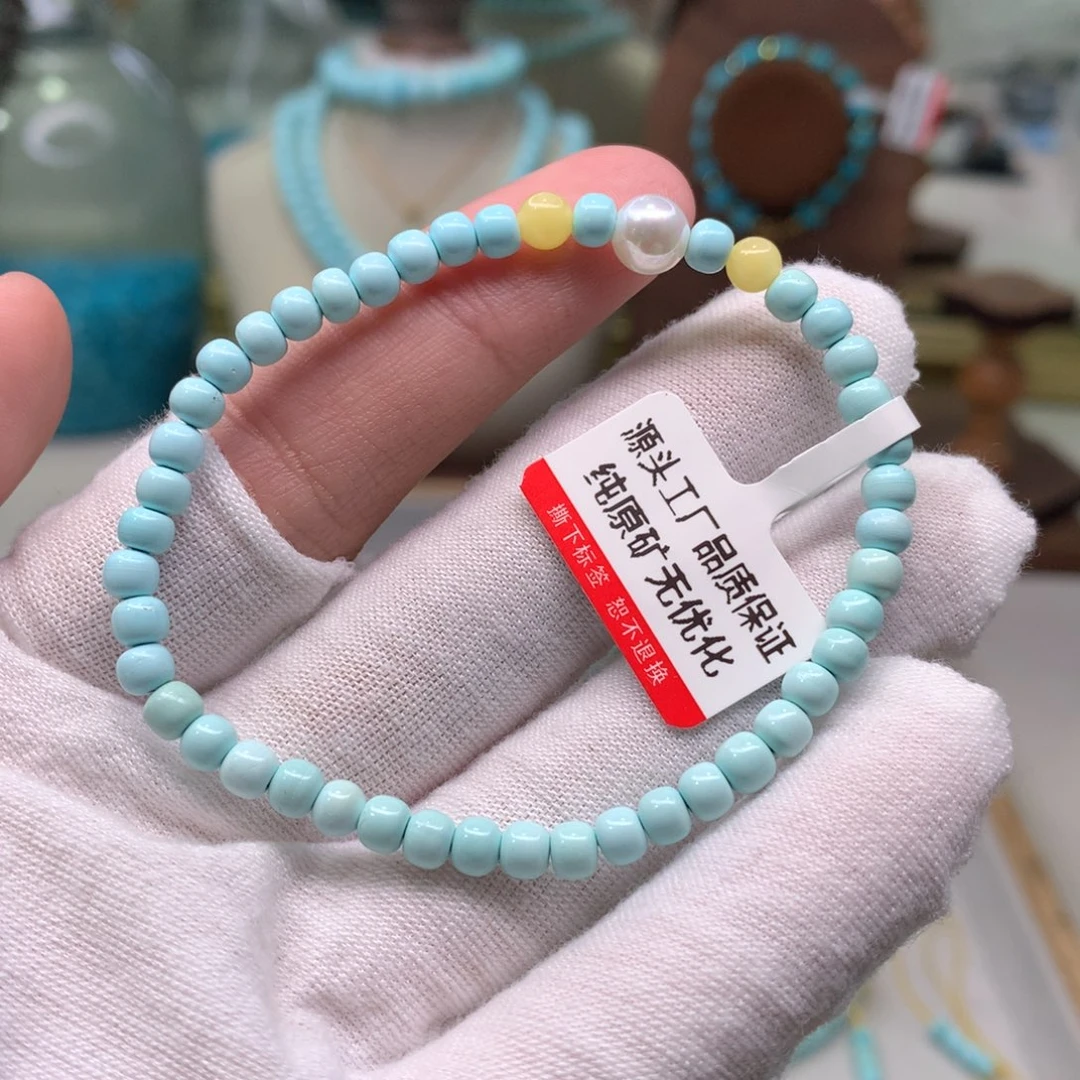 源头工厂品质保证
纯原矿无优化
撕下标签 恕不退换